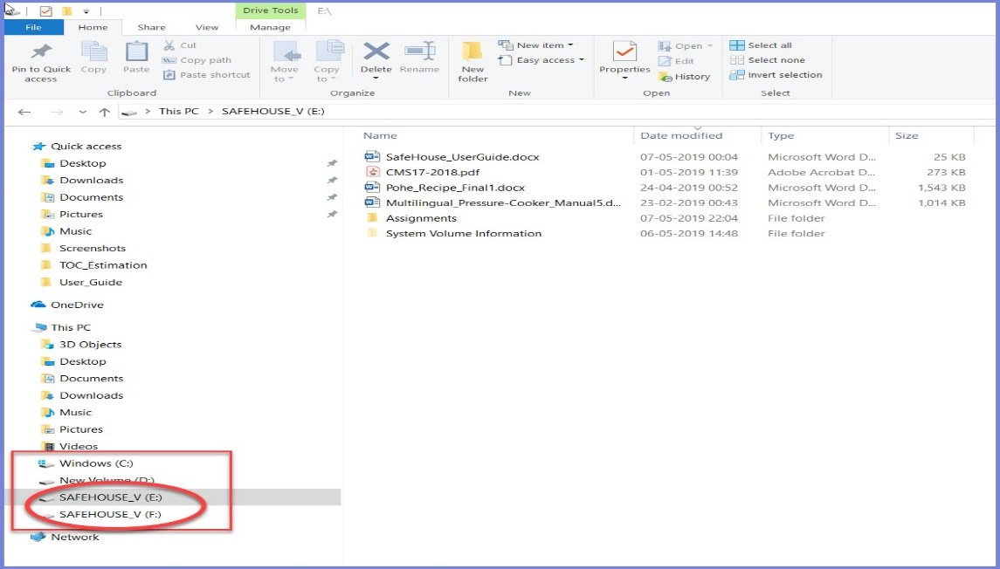 Drive Tools E:\
File Home Share View Manage
Pin to Quick access
Copy
Paste
Cut
Copy path
Paste shortcut
Clipboard
Move to
Copy to
Delete
Rename
Organize
New folder
New item
Easy access
New
Properties
Open
Edit
History
Open
Select all
Select none
Invert selection
Select
This PC > SAFEHOUSE_V (E:)
Quick access
Desktop
Downloads
Documents
Pictures
Music
Screenshots
TOC_Estimation
User_Guide
OneDrive
This PC
3D Objects
Desktop
Documents
Downloads
Music
Pictures
Videos
Windows (C:)
New Volume (D:)
SAFEHOUSE_V (E:)
SAFEHOUSE_V (F:)
Network
Name Date modified Type Size
SafeHouse_UserGuide.docx 07-05-2019 00:04 Microsoft Word D... 25 KB
CMS17-2018.pdf 01-05-2019 11:39 Adobe Acrobat D... 273 KB
Pohe_Recipe_Final1.docx 24-04-2019 00:52 Microsoft Word D... 1,543 KB
Multilingual_Pressure-Cooker_Manual5.d... 23-02-2019 00:43 Microsoft Word D... 1,014 KB
Assignments 07-05-2019 22:04 File folder
System Volume Information 06-05-2019 14:48 File folder